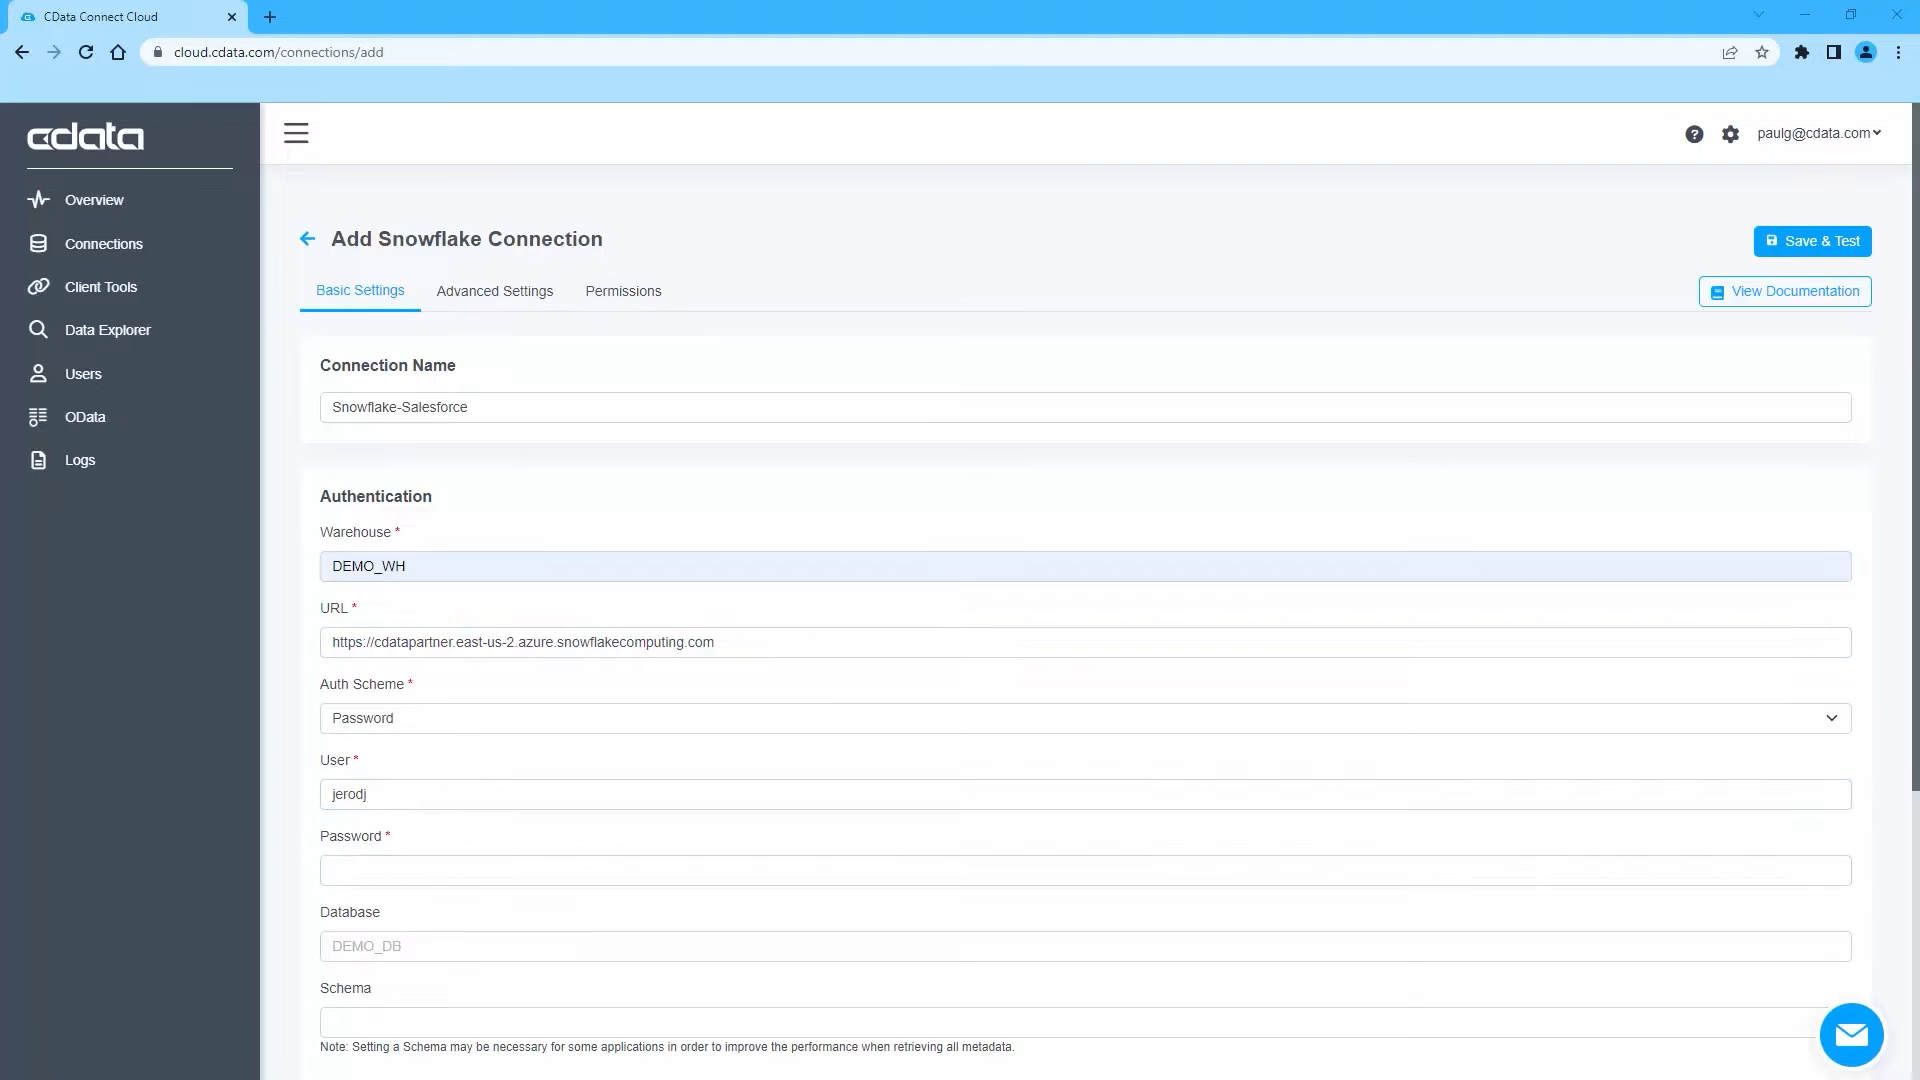 CData Connect Cloud
cloud.cdata.com/connections/add
cdata
paulg@cdata.com
Overview
Connections
Client Tools
Data Explorer
Users
OData
Logs
Add Snowflake Connection
Save & Test
Basic Settings
Advanced Settings
Permissions
View Documentation
Connection Name
Snowflake-Salesforce
Authentication
Warehouse *
DEMO_WH
URL *
https://cdatapartner.east-us-2.azure.snowflakecomputing.com
Auth Scheme *
Password
User *
jerodj
Password *
Database
DEMO_DB
Schema
Note: Setting a Schema may be necessary for some applications in order to improve the performance when retrieving all metadata.